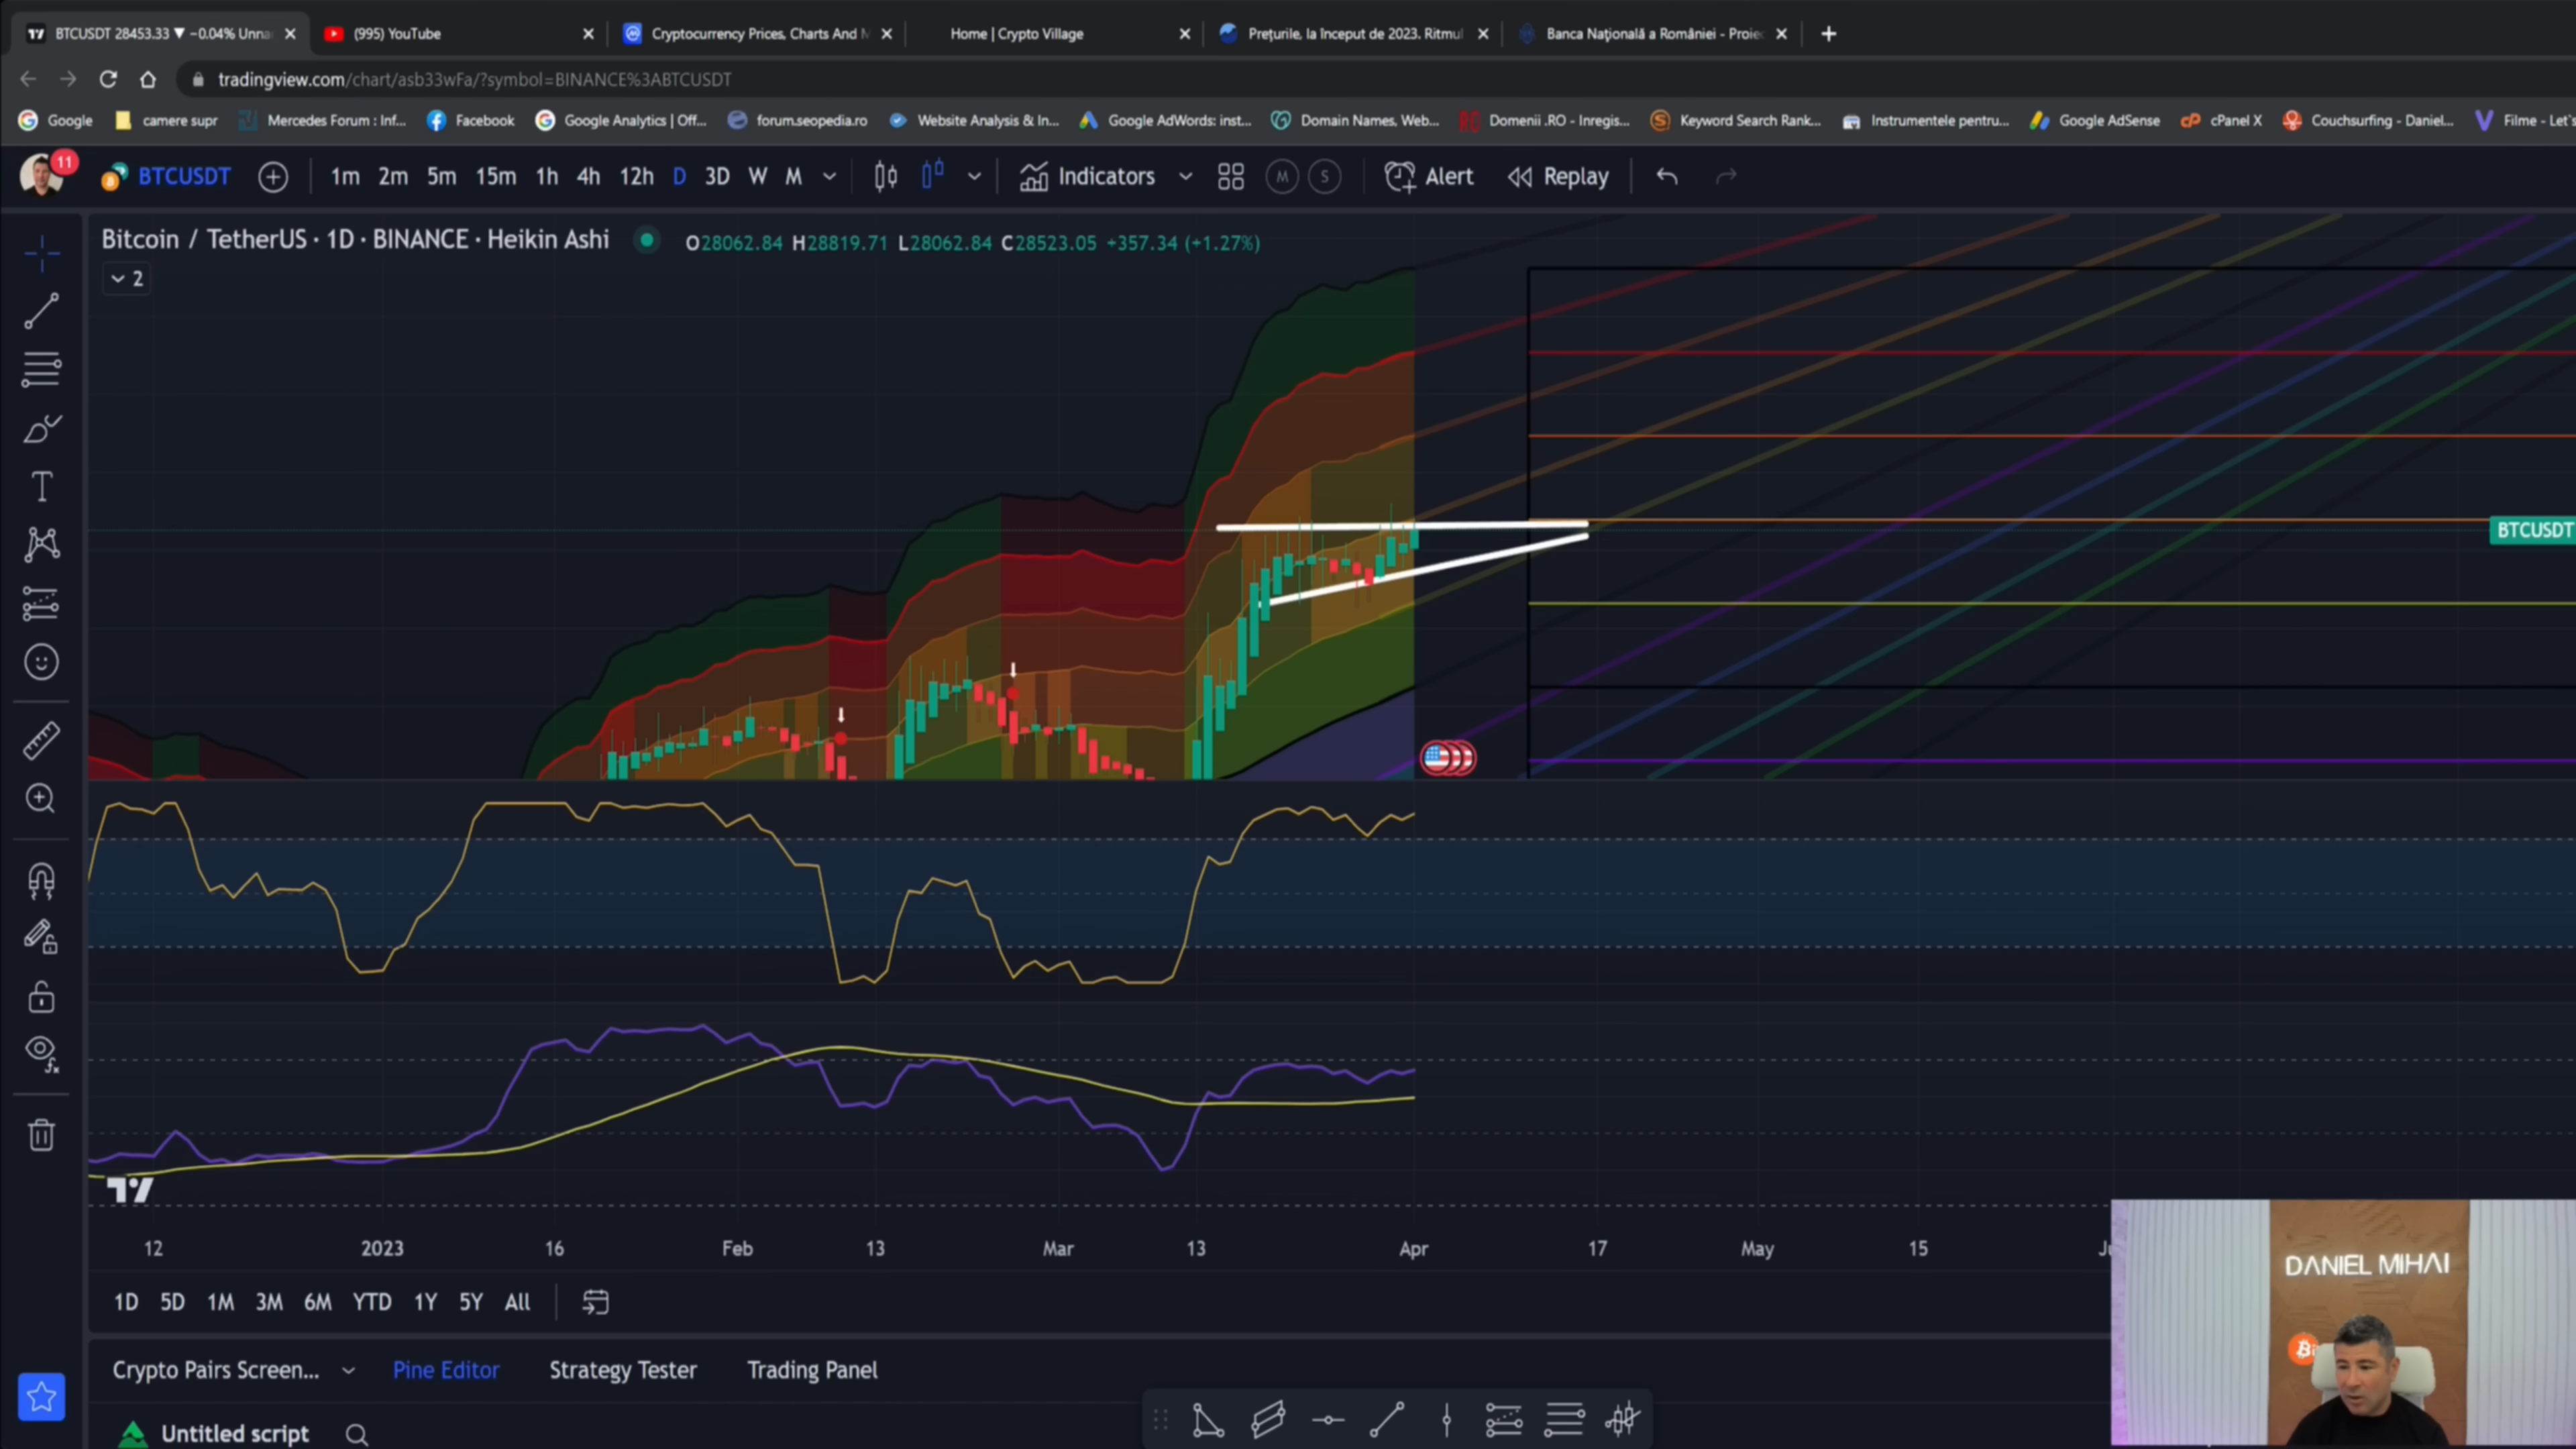 BTCUSDT 28453.33 ▼ −0.04% Unna
(995) YouTube
Cryptocurrency Prices, Charts And M
Home | Crypto Village
Prețurile, la început de 2023. Ritmul
Banca Naţională a României - Proiec
tradingview.com/chart/asb33wFa/?symbol=BINANCE%3ABTCUSDT
Google
camere supr
Mercedes Forum : Inf...
Facebook
Google Analytics | Off...
forum.seopedia.ro
Website Analysis & In...
Google AdWords: inst...
Domain Names, Web...
Domenii .RO - Inregis...
Keyword Search Rank...
Instrumentele pentru...
Google AdSense
cPanel X
Couchsurfing - Daniel...
Filme - Let's
11
BTCUSDT
1m 2m 5m 15m 1h 4h 12h D 3D W M
Indicators
M S
Alert
Replay
Bitcoin / TetherUS · 1D · BINANCE · Heikin Ashi
O28062.84 H28819.71 L28062.84 C28523.05 +357.34 (+1.27%)
2
BTCUSDT
12 2023 16 Feb 13 Mar 13 Apr 17 May 15
1D 5D 1M 3M 6M YTD 1Y 5Y All
DANIEL MIHAI
Crypto Pairs Screen...
Pine Editor
Strategy Tester
Trading Panel
Untitled script